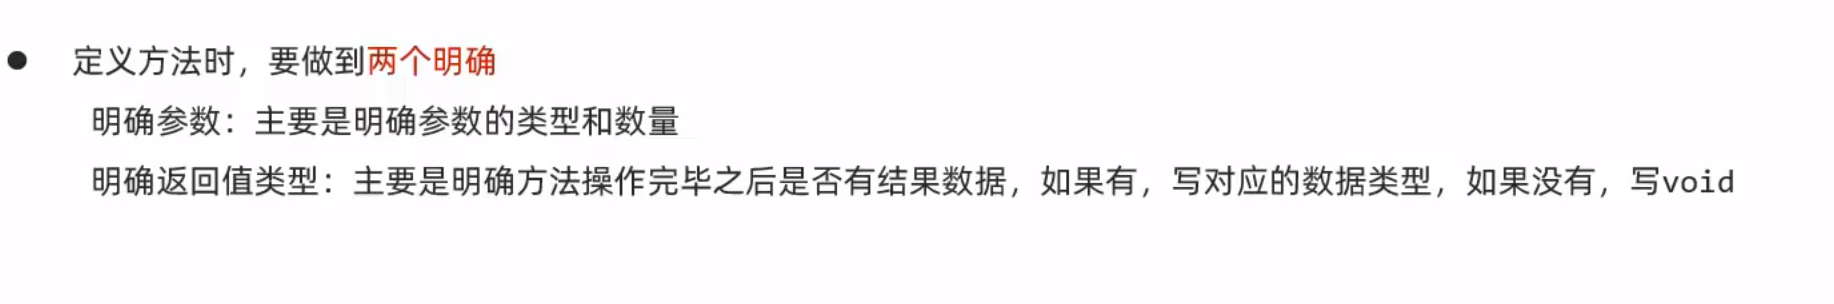 ● 定义方法时，要做到两个明确
明确参数：主要是明确参数的类型和数量
明确返回值类型：主要是明确方法操作完毕之后是否有结果数据，如果有，写对应的数据类型，如果没有，写void